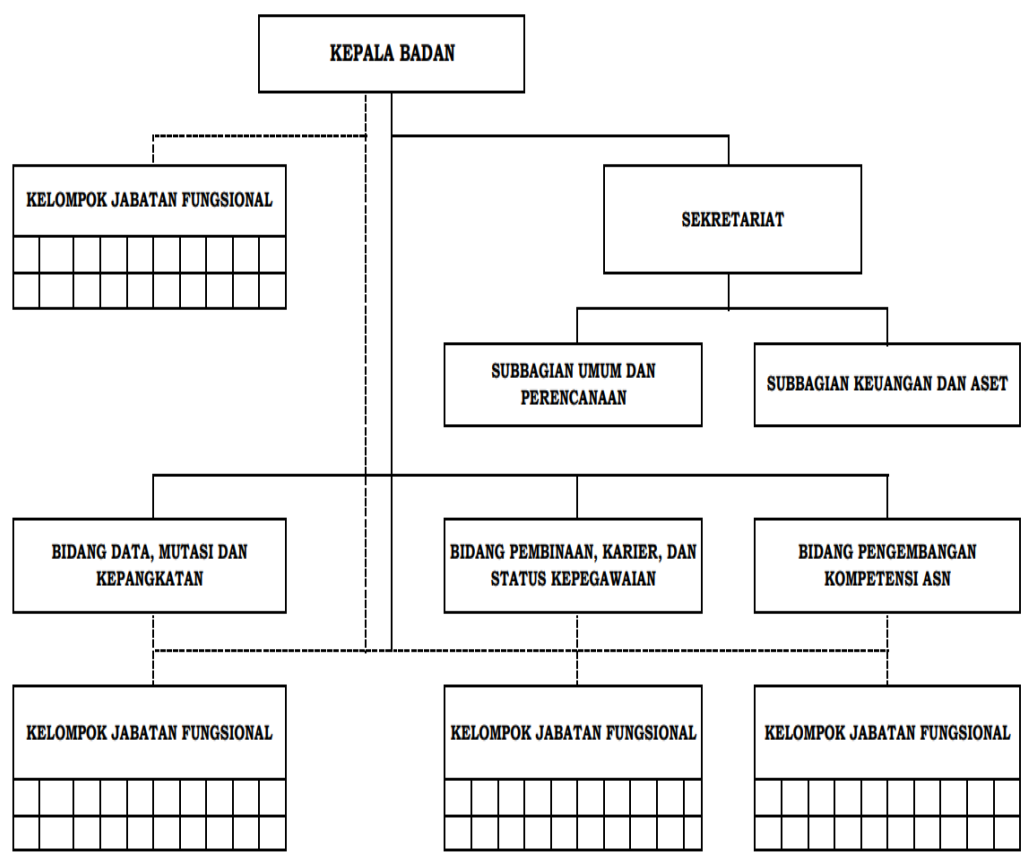 KEPALA BADAN
KELOMPOK JABATAN FUNGSIONAL
SEKRETARIAT
SUBBAGIAN UMUM DAN
PERENCANAAN
SUBBAGIAN KEUANGAN DAN ASET
BIDANG DATA, MUTASI DAN
KEPANGKATAN
BIDANG PEMBINAAN, KARIER, DAN
STATUS KEPEGAWAIAN
BIDANG PENGEMBANGAN
KOMPETENSI ASN
KELOMPOK JABATAN FUNGSIONAL
KELOMPOK JABATAN FUNGSIONAL
KELOMPOK JABATAN FUNGSIONAL